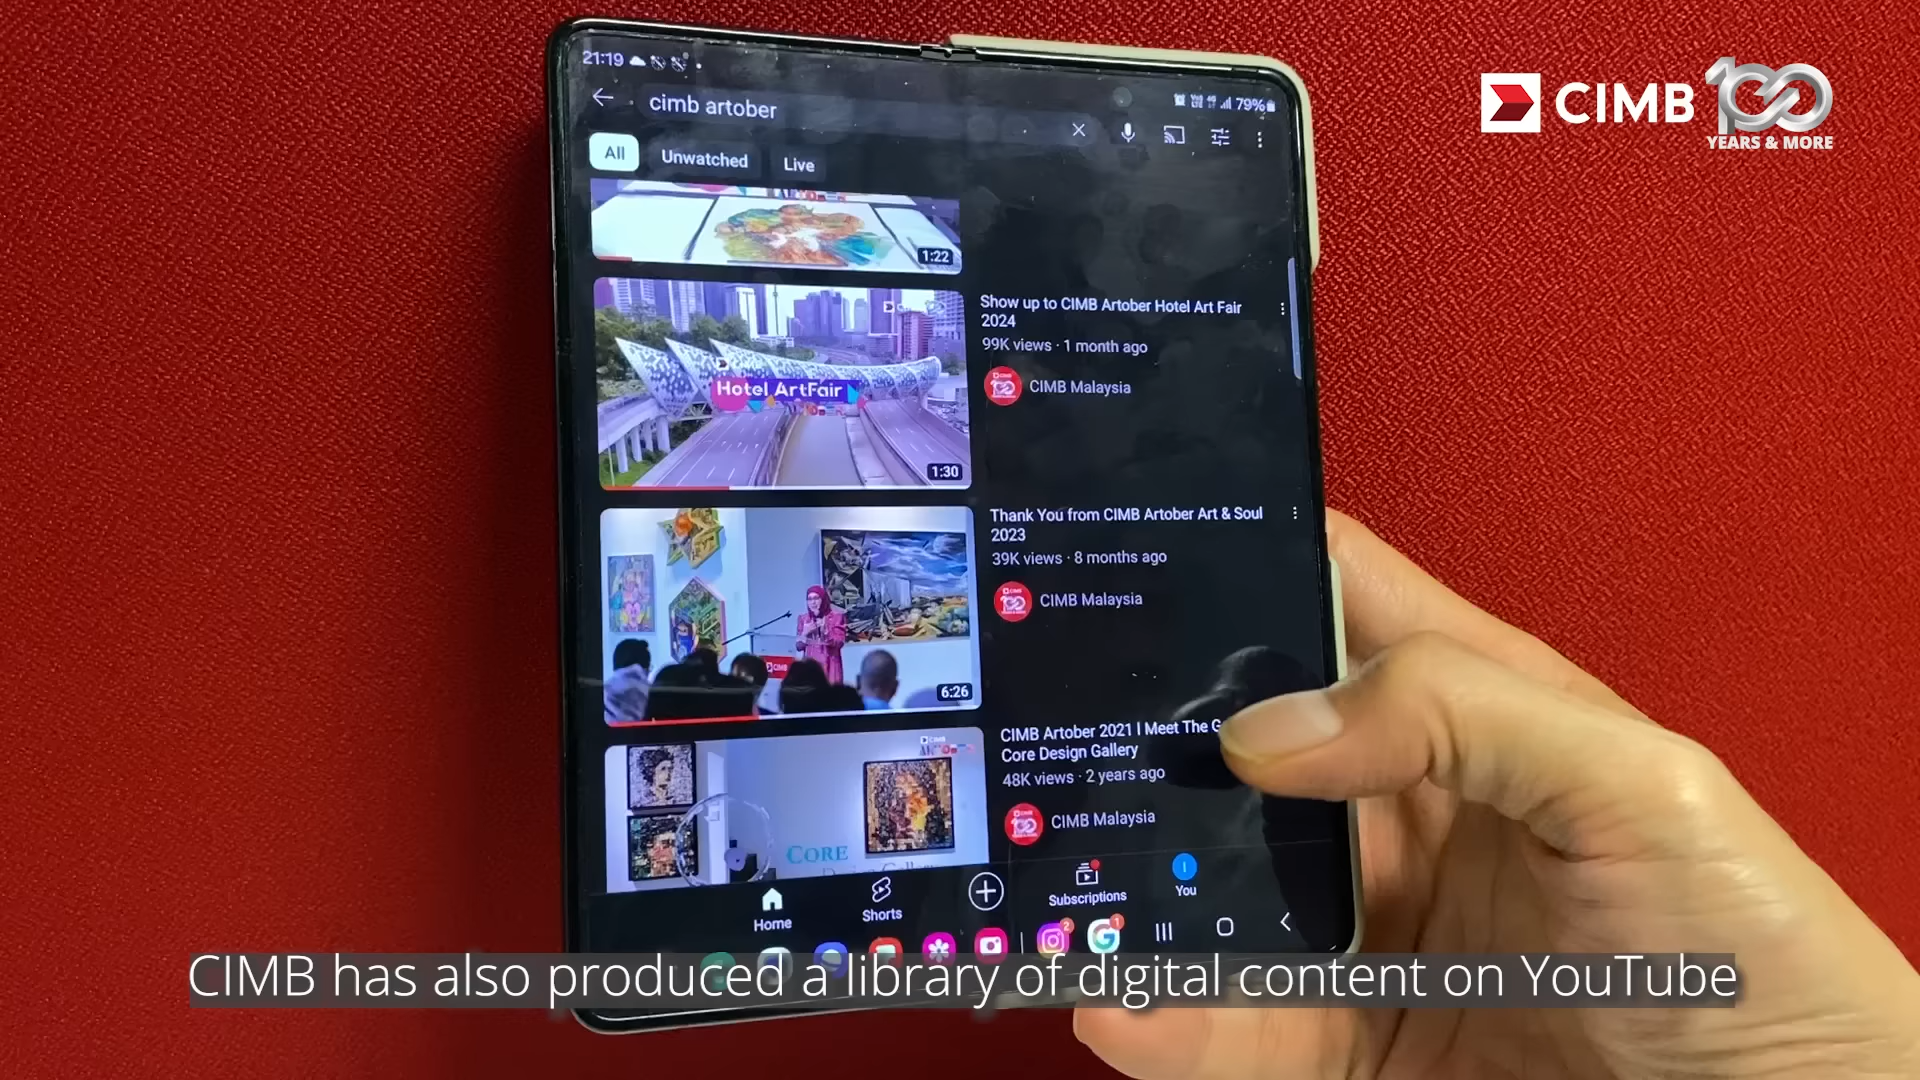 21:19
79%
cimb artober
All
Unwatched
Live
1:22
Hotel ArtFair
1:30
Show up to CIMB Artober Hotel Art Fair
2024
99K views · 1 month ago
CIMB Malaysia
Thank You from CIMB Artober Art & Soul
2023
39K views · 8 months ago
CIMB Malaysia
CIMB
6:26
CIMB Artober 2021 I Meet The G
Core Design Gallery
48K views · 2 years ago
CIMB Malaysia
CORE
Home
Shorts
Subscriptions
You
2
1
CIMB 100
YEARS & MORE
CIMB has also produced a library of digital content on YouTube